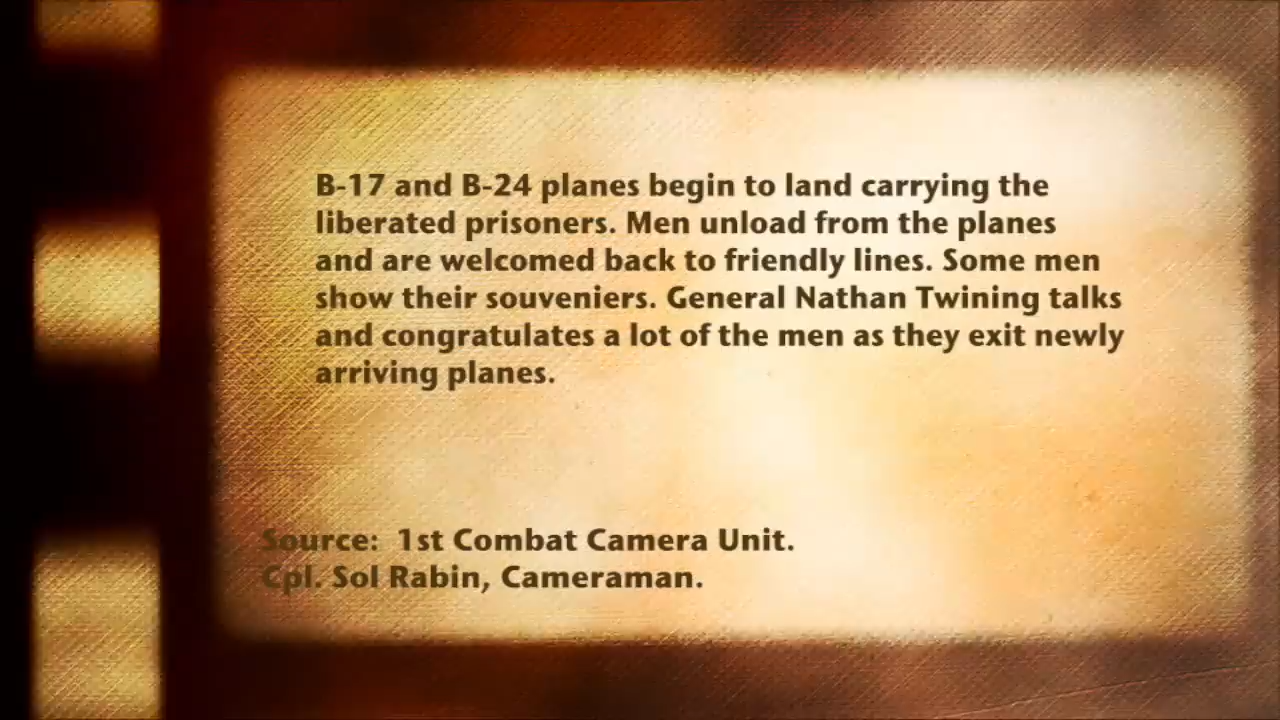 B-17 and B-24 planes begin to land carrying the
liberated prisoners. Men unload from the planes
and are welcomed back to friendly lines. Some men
show their souveniers. General Nathan Twining talks
and congratulates a lot of the men as they exit newly
arriving planes.
Source: 1st Combat Camera Unit.
Cpl. Sol Rabin, Cameraman.